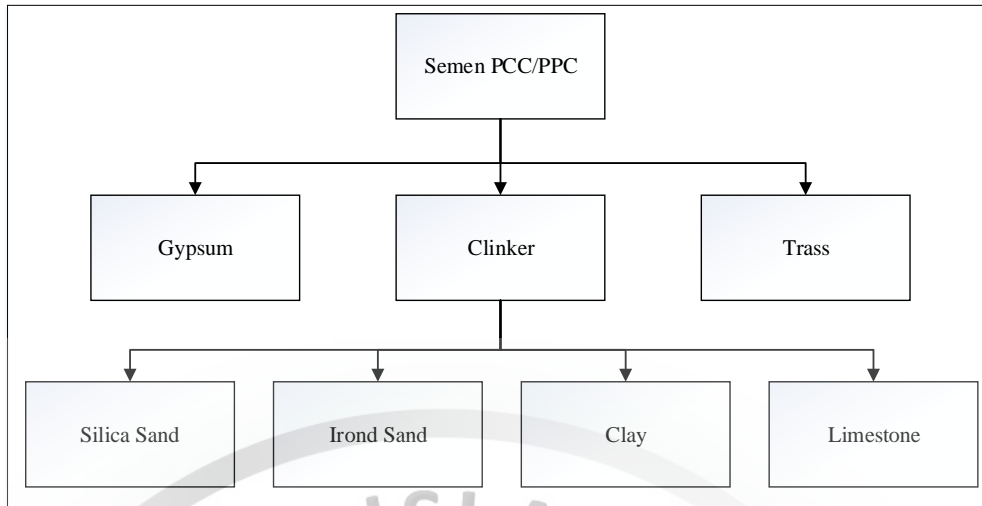 Semen PCC/PPC
Gypsum
Clinker
Trass
Silica Sand
Irond Sand
Clay
Limestone